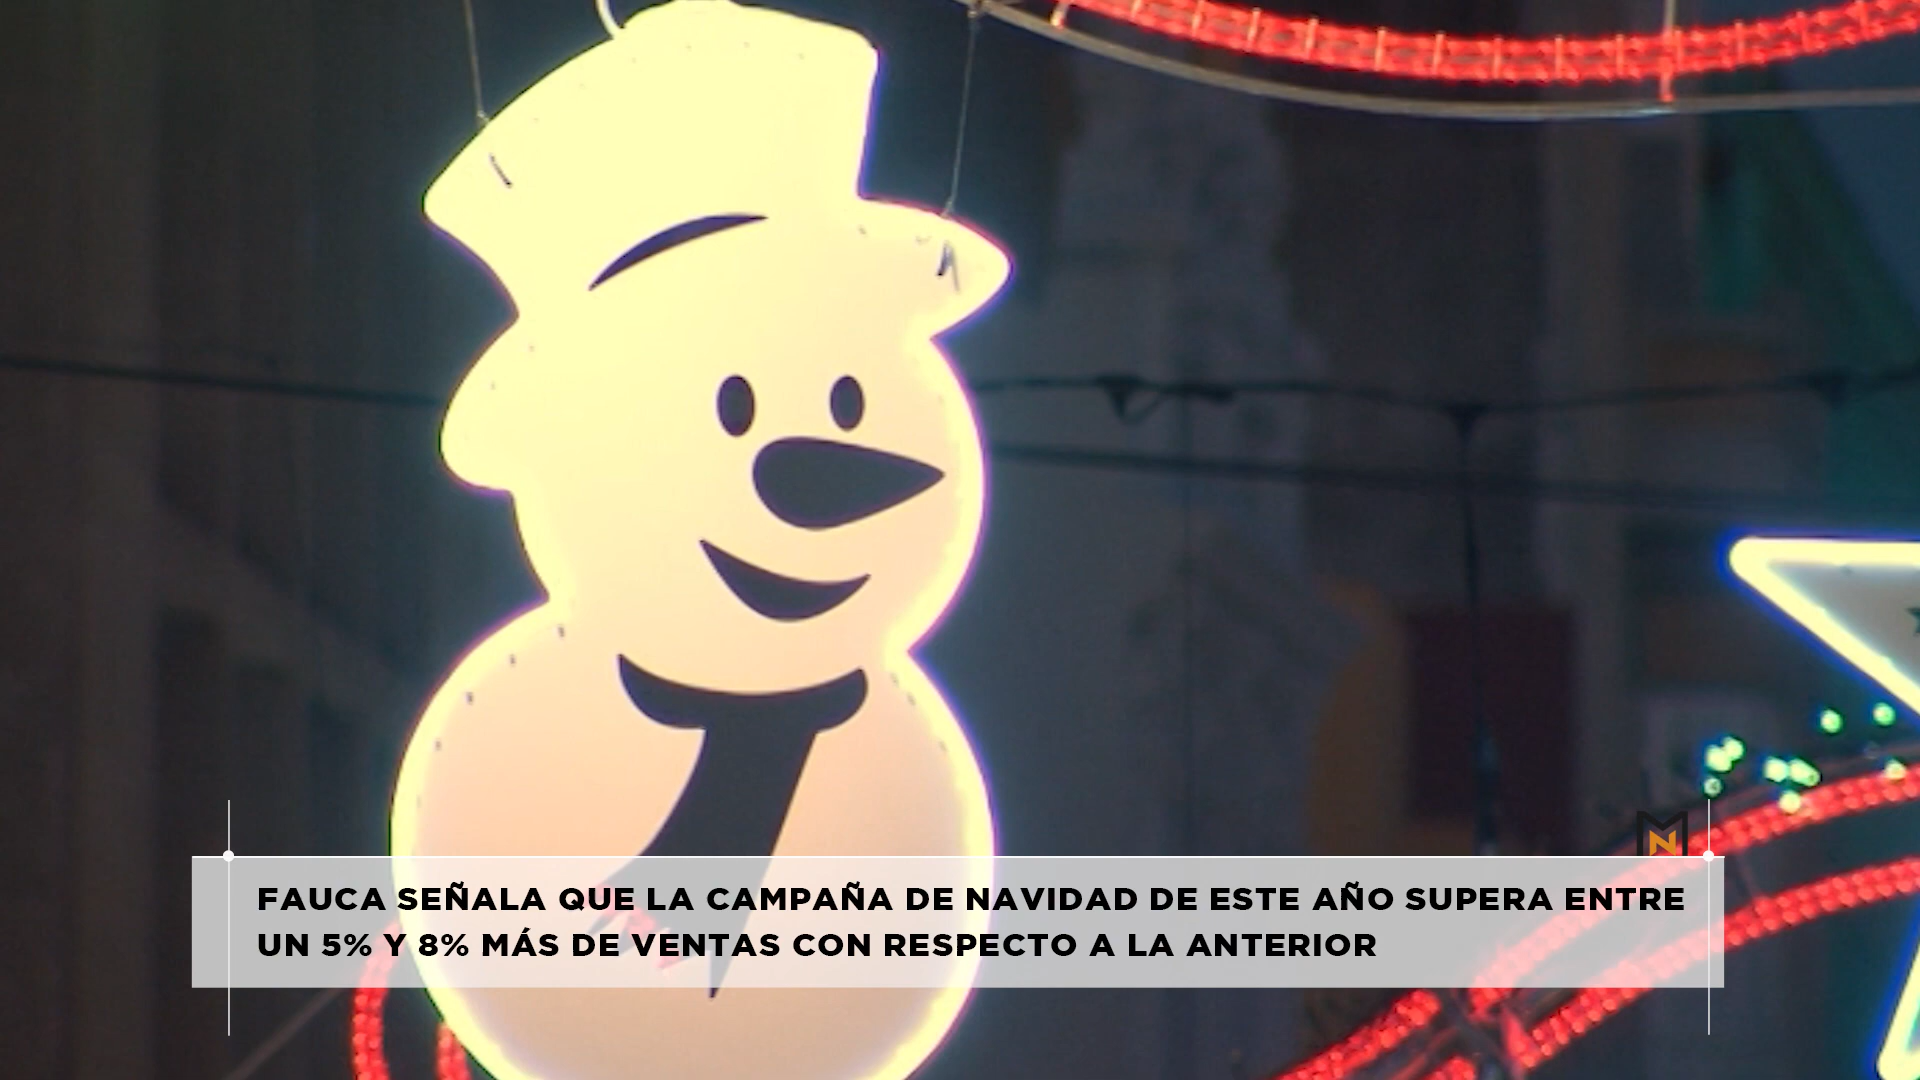 FAUCA SEÑALA QUE LA CAMPAÑA DE NAVIDAD DE ESTE AÑO SUPERA ENTRE
UN 5% Y 8% MÁS DE VENTAS CON RESPECTO A LA ANTERIOR